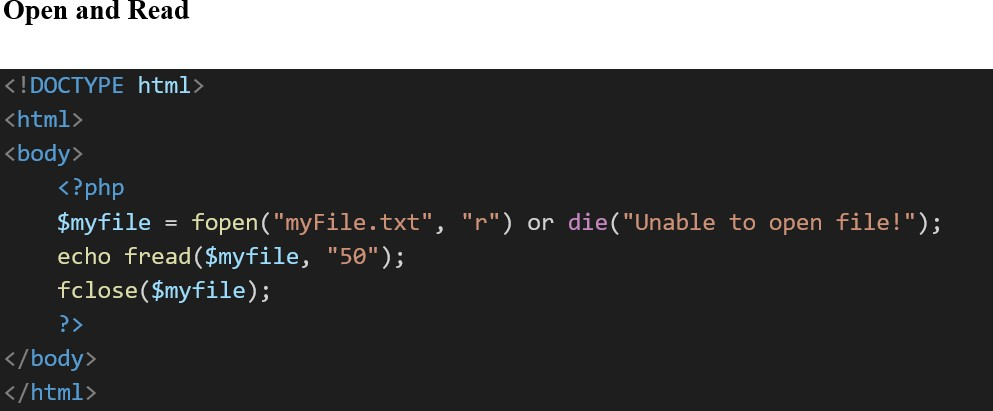 Open and Read
<!DOCTYPE html>
<html>
<body>
    <?php
    $myfile = fopen("myFile.txt", "r") or die("Unable to open file!");
    echo fread($myfile, "50");
    fclose($myfile);
    ?>
</body>
</html>